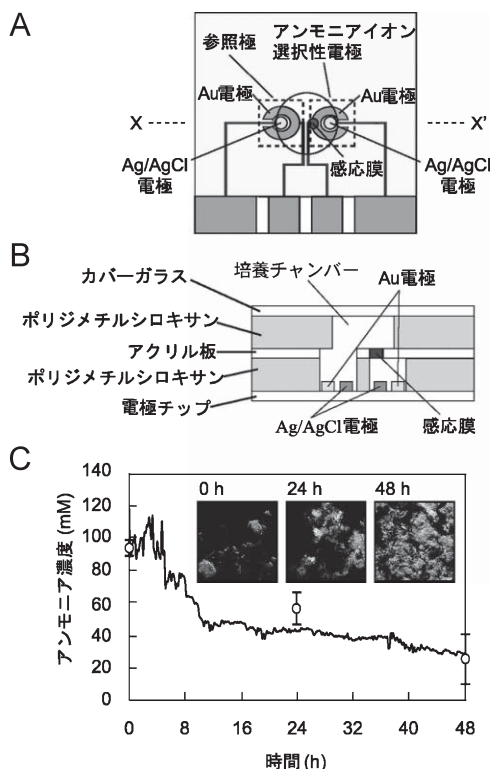 A
参照極
アンモニアイオン
選択性電極
Au電極
Au電極
X
X'
Ag/AgCl
電極
感応膜
Ag/AgCl
電極
B
カバーガラス
培養チャンバー
Au電極
ポリジメチルシロキサン
アクリル板
ポリジメチルシロキサン
電極チップ
Ag/AgCl電極
感応膜
C
アンモニア濃度 (mM)
140
120
100
80
60
40
20
0
0 h
24 h
48 h
0
8
16
24
32
40
48
時間 (h)